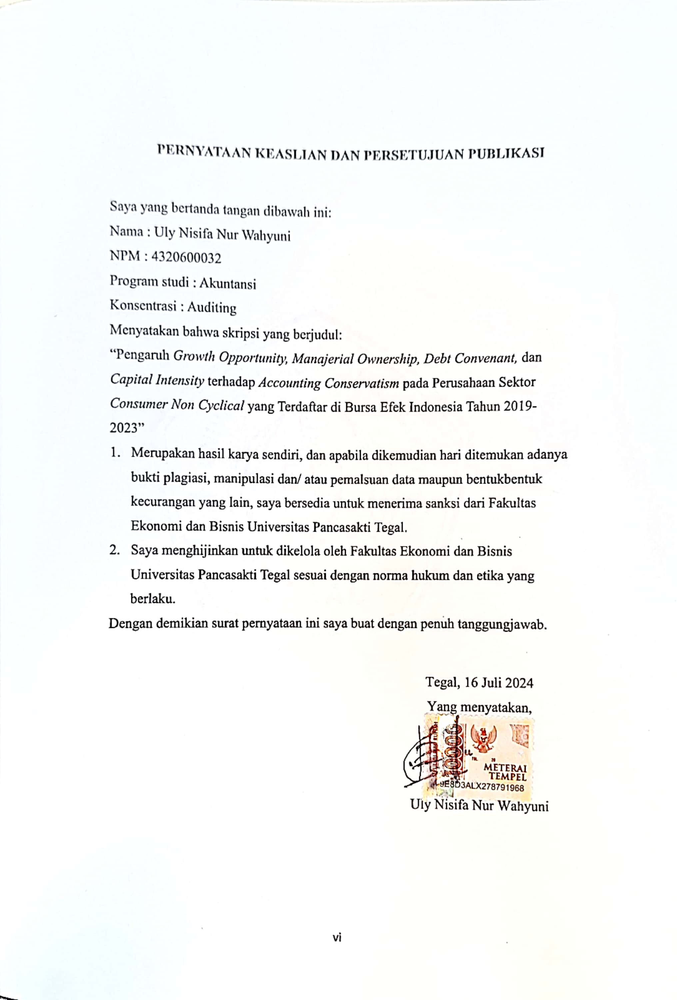 PERNYATAAN KEASLIAN DAN PERSETUJUAN PUBLIKASI
Saya yang bertanda tangan dibawah ini:
Nama : Uly Nisifa Nur Wahyuni
NPM : 4320600032
Program studi : Akuntansi
Konsentrasi : Auditing
Menyatakan bahwa skripsi yang berjudul:
“Pengaruh Growth Opportunity, Manajerial Ownership, Debt Convenant, dan
Capital Intensity terhadap Accounting Conservatism pada Perusahaan Sektor
Consumer Non Cyclical yang Terdaftar di Bursa Efek Indonesia Tahun 2019-
2023”
1. Merupakan hasil karya sendiri, dan apabila dikemudian hari ditemukan adanya
bukti plagiasi, manipulasi dan/ atau pemalsuan data maupun bentukbentuk
kecurangan yang lain, saya bersedia untuk menerima sanksi dari Fakultas
Ekonomi dan Bisnis Universitas Pancasakti Tegal.
2. Saya menghijinkan untuk dikelola oleh Fakultas Ekonomi dan Bisnis
Universitas Pancasakti Tegal sesuai dengan norma hukum dan etika yang
berlaku.
Dengan demikian surat pernyataan ini saya buat dengan penuh tanggungjawab.
Tegal, 16 Juli 2024
Yang menyatakan,
METERAI
TEMPEL
9E8D3ALX278791968
Uly Nisifa Nur Wahyuni
vi